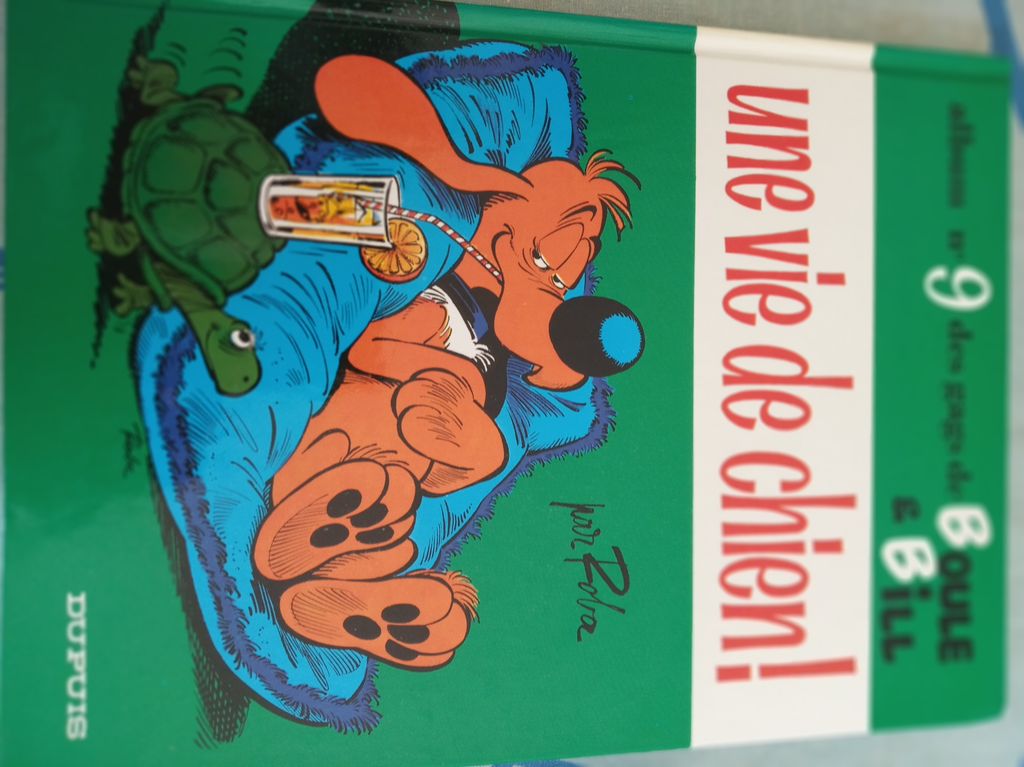 album n° 9 des gags de BOULE
& BILL
une vie de chien!
par Roba
DUPUIS